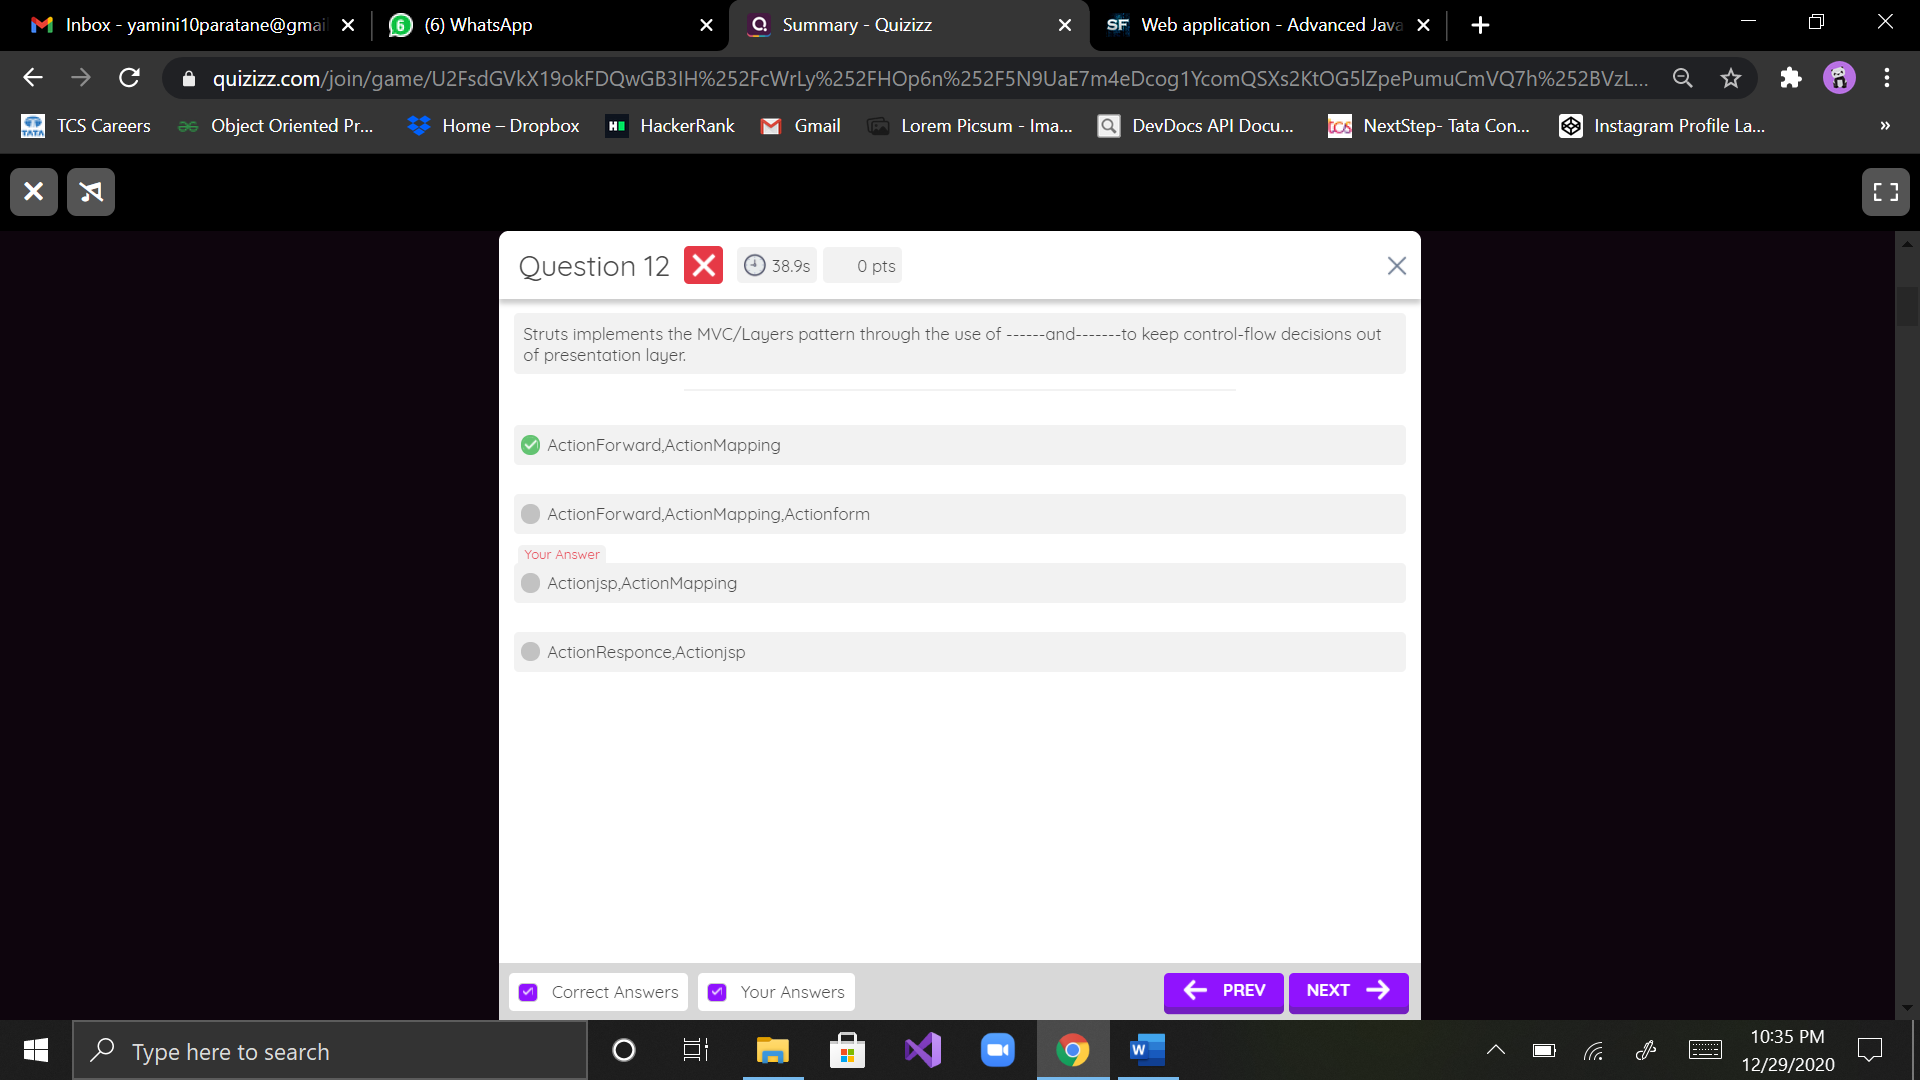 Inbox - yamini10paratane@gmai
6
(6) WhatsApp
Summary - Quizizz
SF
Web application - Advanced Java
quizizz.com/join/game/U2FsdGVkX19okFDQwGB3IH%252FcWrLy%252FHOp6n%252F5N9UaE7m4eDcog1YcomQSXs2KtOG5lZpePumuCmVQ7h%252BVzL...
TATA
TCS Careers
Object Oriented Pr...
Home – Dropbox
HackerRank
Gmail
Lorem Picsum - Ima...
DevDocs API Docu...
tcs
NextStep- Tata Con...
Instagram Profile La...
»
Question 12
38.9s
0 pts
Struts implements the MVC/Layers pattern through the use of ------and-------to keep control-flow decisions out
of presentation layer.
ActionForward,ActionMapping
ActionForward,ActionMapping,Actionform
Your Answer
Actionjsp,ActionMapping
ActionResponce,Actionjsp
Correct Answers
Your Answers
PREV
NEXT
Type here to search
W
10:35 PM
12/29/2020